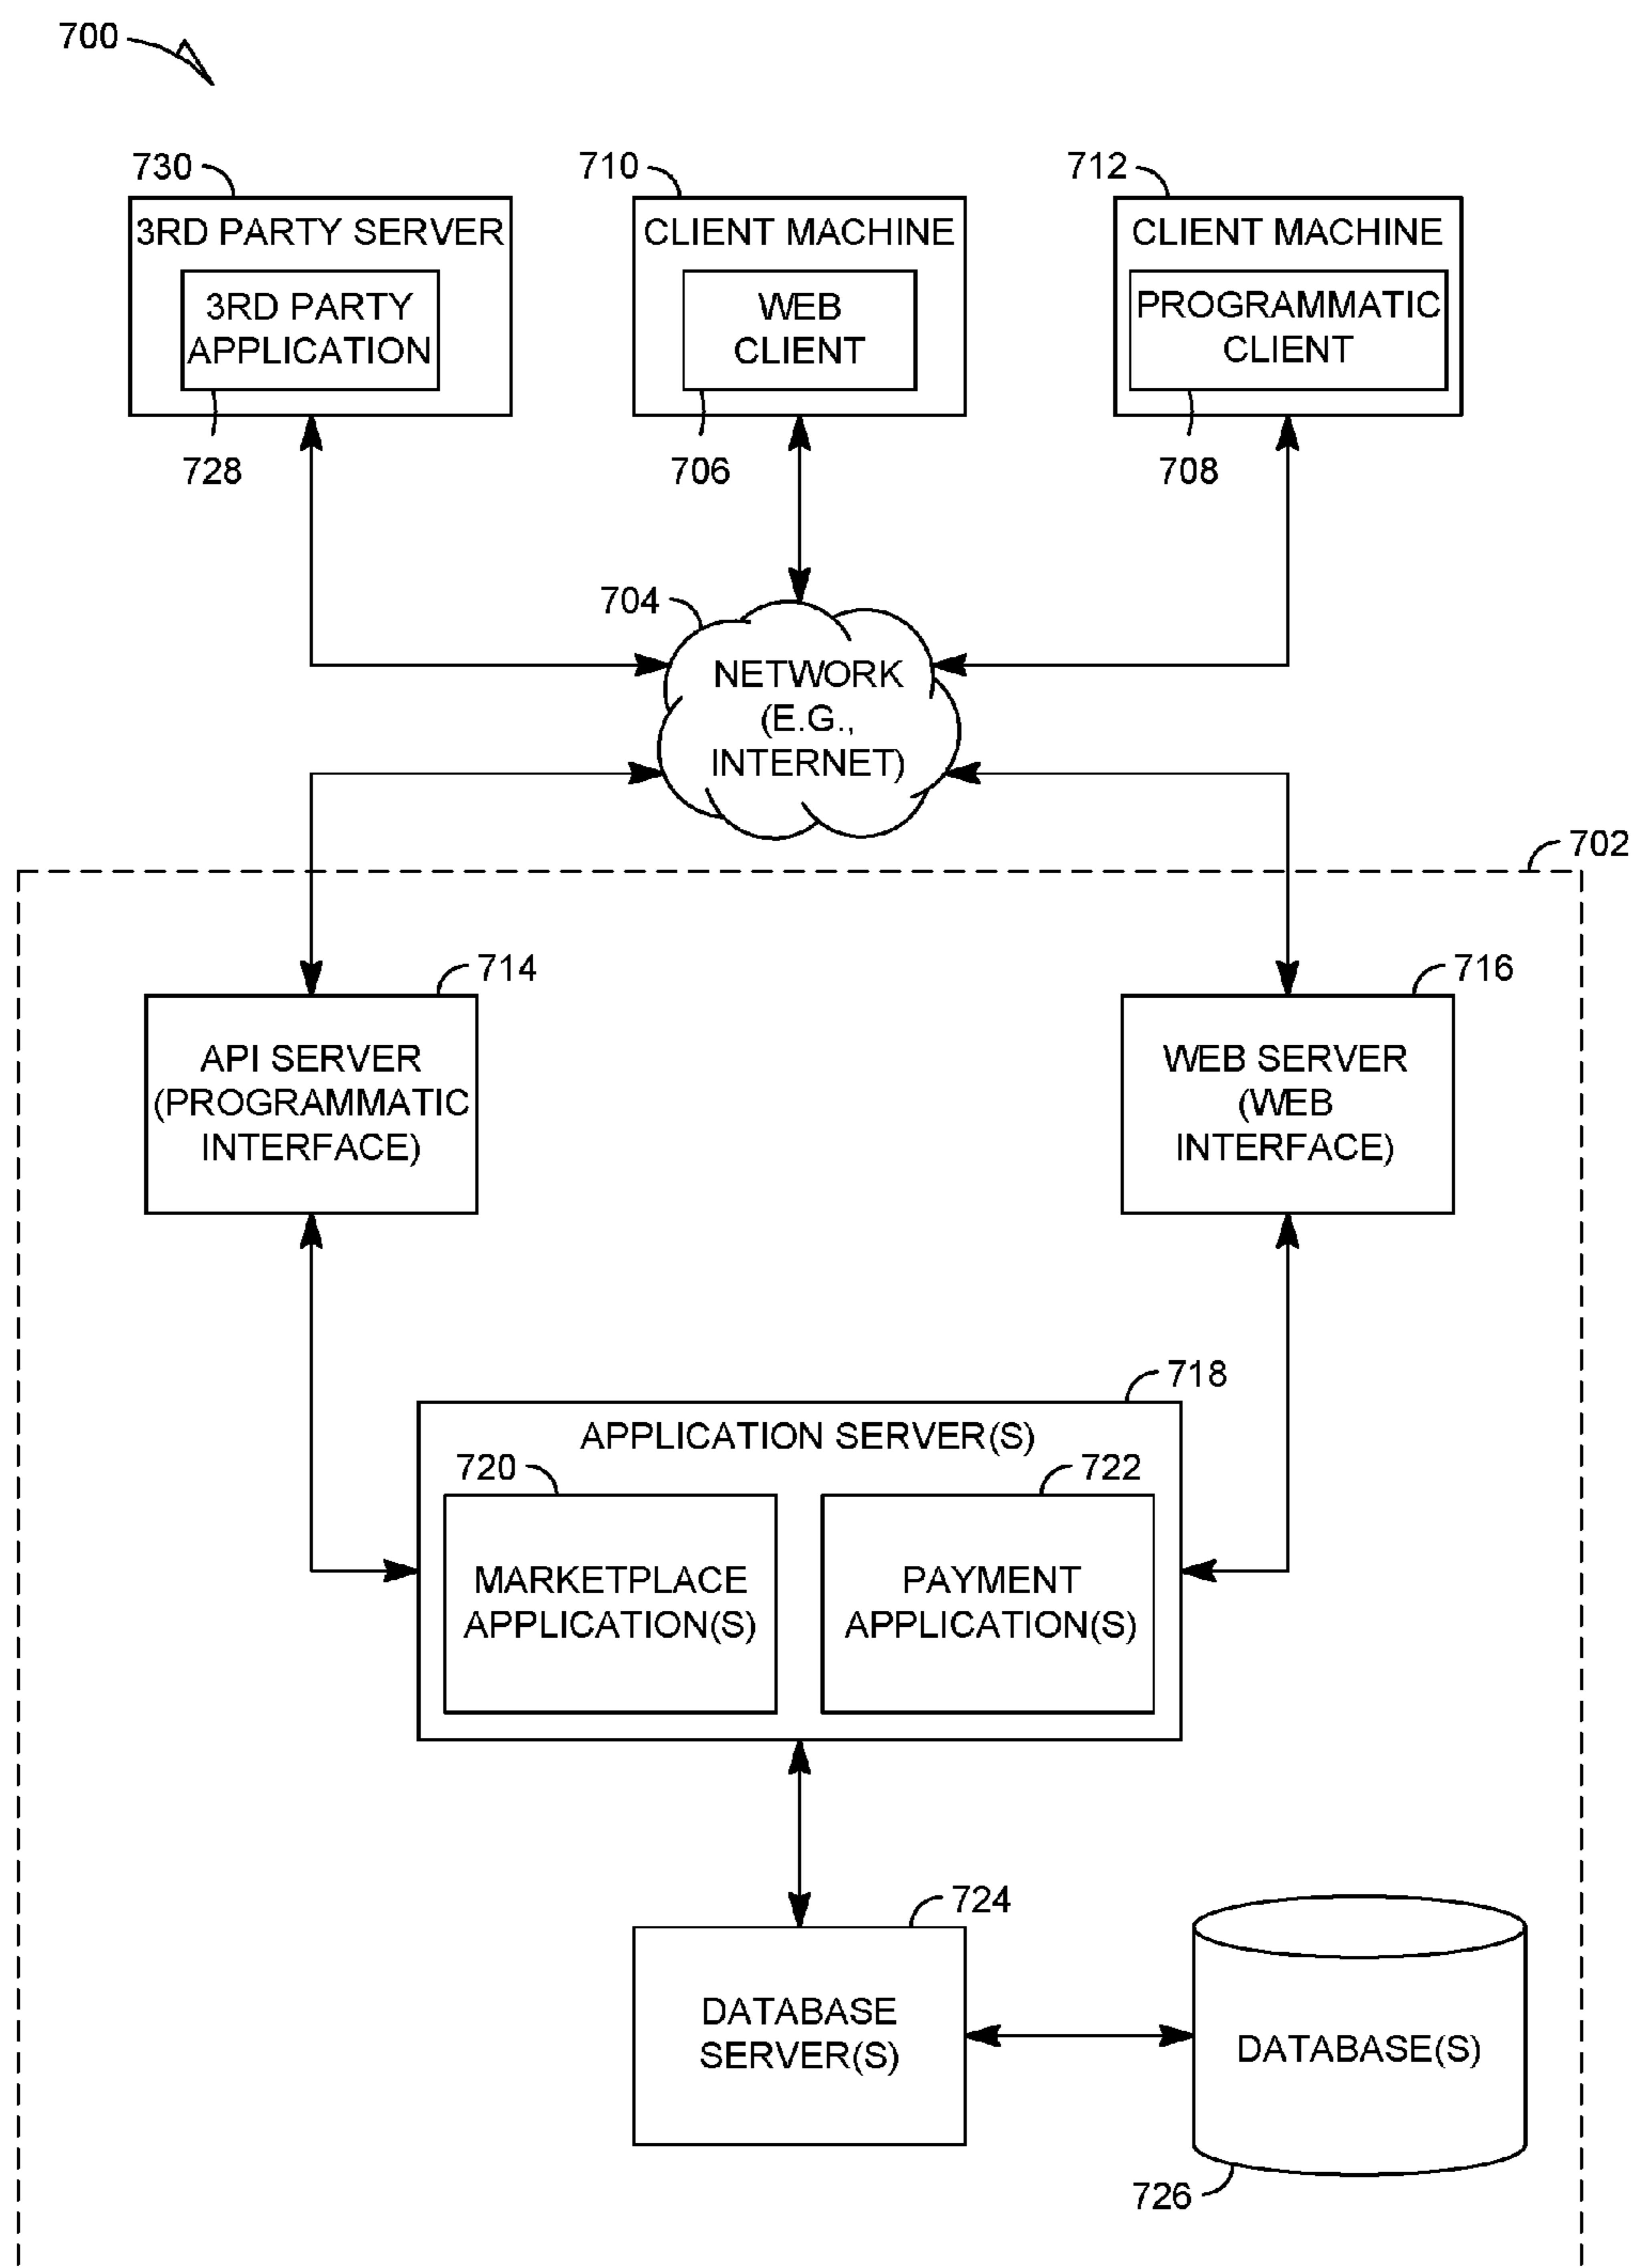 700
730
710
712
3RD PARTY SERVER
CLIENT MACHINE
CLIENT MACHINE
3RD PARTY
APPLICATION
WEB
CLIENT
PROGRAMMATIC
CLIENT
728
706
708
704
NETWORK
(E.G.,
INTERNET)
702
714
716
API SERVER
(PROGRAMMATIC
INTERFACE)
WEB SERVER
(WEB
INTERFACE)
718
APPLICATION SERVER(S)
720
722
MARKETPLACE
APPLICATION(S)
PAYMENT
APPLICATION(S)
724
DATABASE
SERVER(S)
DATABASE(S)
726